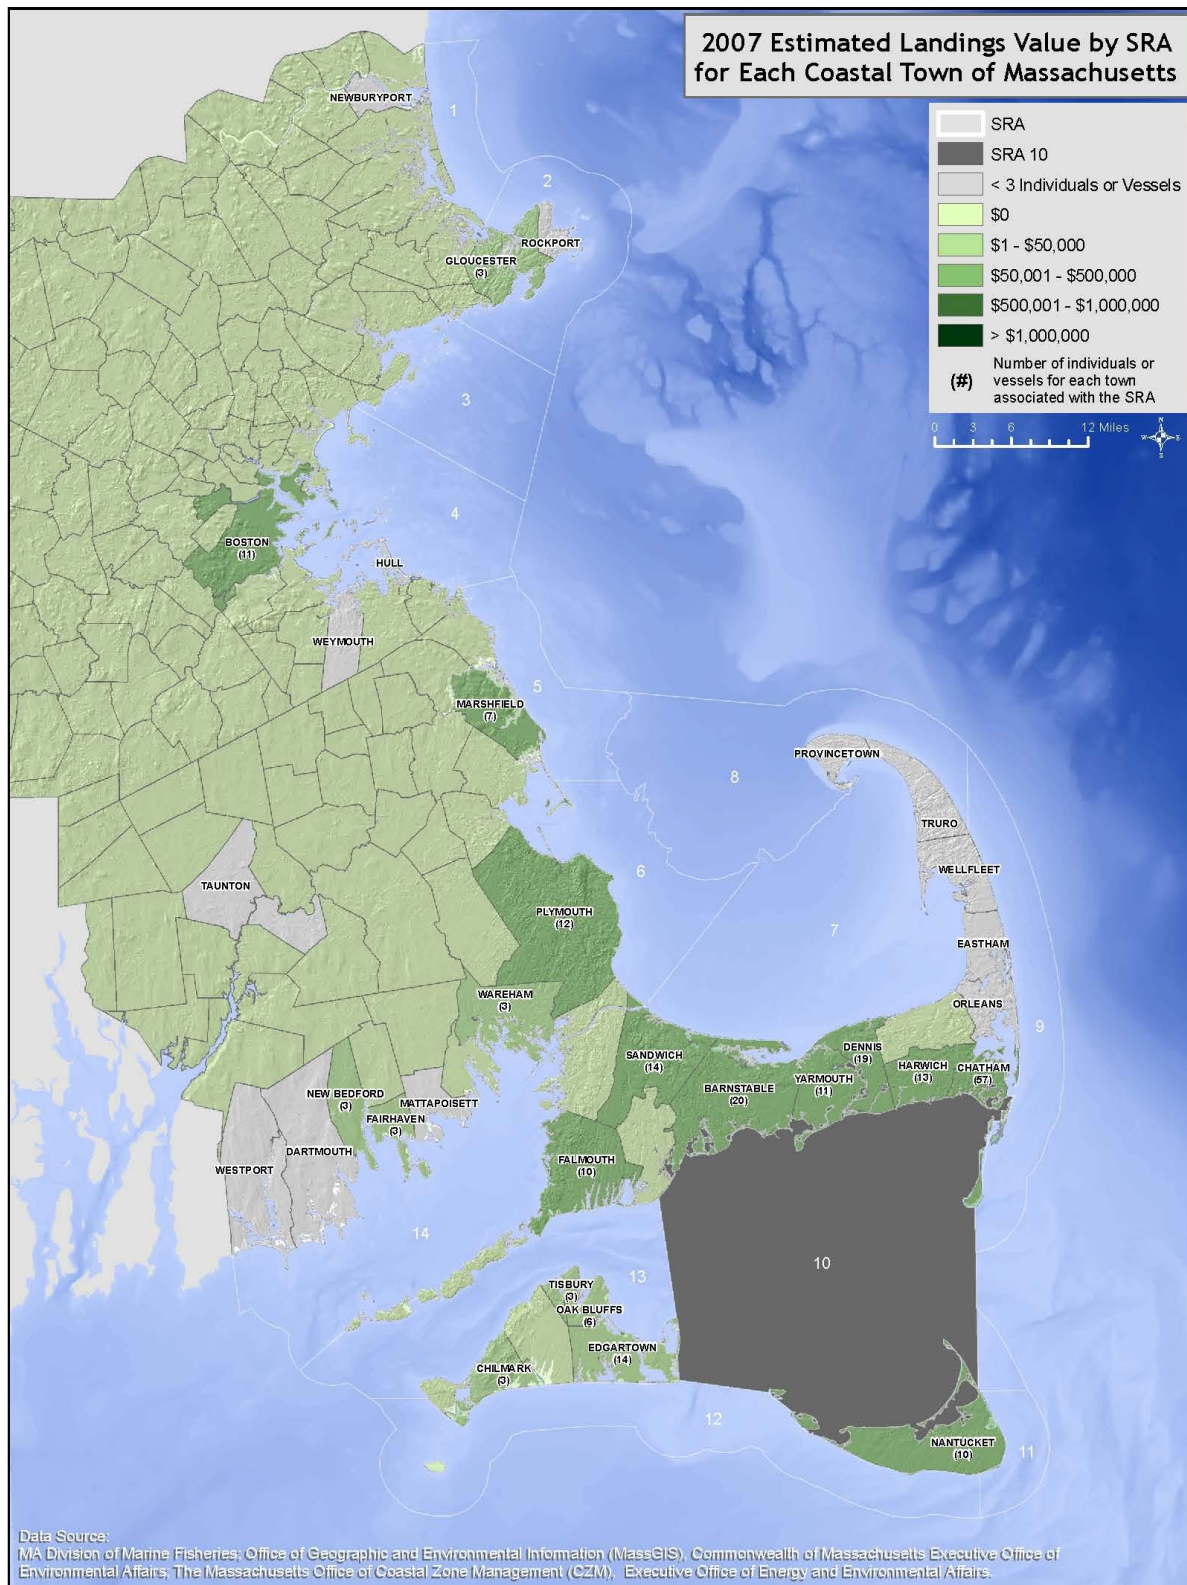 2007 Estimated Landings Value by SRA
for Each Coastal Town of Massachusetts
SRA
SRA 10
< 3 Individuals or Vessels
$0
$1 - $50,000
$50,001 - $500,000
$500,001 - $1,000,000
> $1,000,000
(#)
Number of individuals or
vessels for each town
associated with the SRA
0 3 6 12 Miles
N
W E
S
NEWBURYPORT
1
2
ROCKPORT
GLOUCESTER
(3)
3
4
BOSTON
(11)
HULL
WEYMOUTH
5
MARSHFIELD
(7)
PROVINCETOWN
8
TRURO
6
WELLFLEET
TAUNTON
PLYMOUTH
(12)
7
EASTHAM
WAREHAM
(3)
ORLEANS
9
SANDWICH
(14)
DENNIS
(19)
HARWICH
(13)
CHATHAM
(57)
YARMOUTH
(11)
BARNSTABLE
(20)
NEW BEDFORD
(3)
MATTAPOISETT
FAIRHAVEN
(3)
DARTMOUTH
WESTPORT
FALMOUTH
(10)
14
10
13
TISBURY
(3)
OAK BLUFFS
(6)
EDGARTOWN
(14)
CHILMARK
(3)
12
NANTUCKET
(10)
11
Data Source:
MA Division of Marine Fisheries; Office of Geographic and Environmental Information (MassGIS), Commonwealth of Massachusetts Executive Office of
Environmental Affairs; The Massachusetts Office of Coastal Zone Management (CZM), Executive Office of Energy and Environmental Affairs.